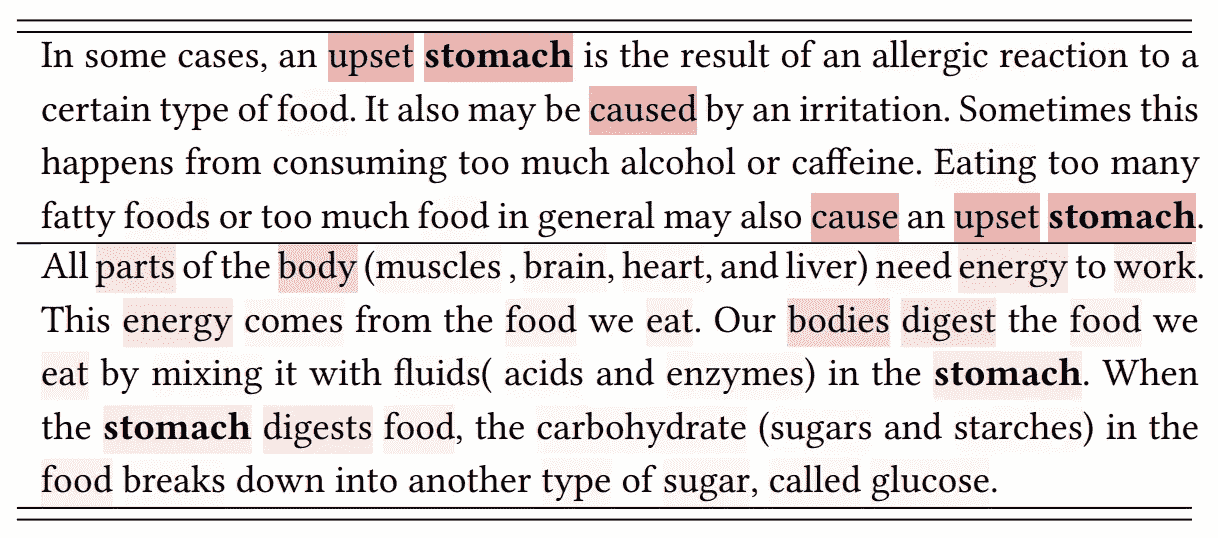 In some cases, an upset stomach is the result of an allergic reaction to a
certain type of food. It also may be caused by an irritation. Sometimes this
happens from consuming too much alcohol or caffeine. Eating too many
fatty foods or too much food in general may also cause an upset stomach.
All parts of the body (muscles , brain, heart, and liver) need energy to work.
This energy comes from the food we eat. Our bodies digest the food we
eat by mixing it with fluids( acids and enzymes) in the stomach. When
the stomach digests food, the carbohydrate (sugars and starches) in the
food breaks down into another type of sugar, called glucose.